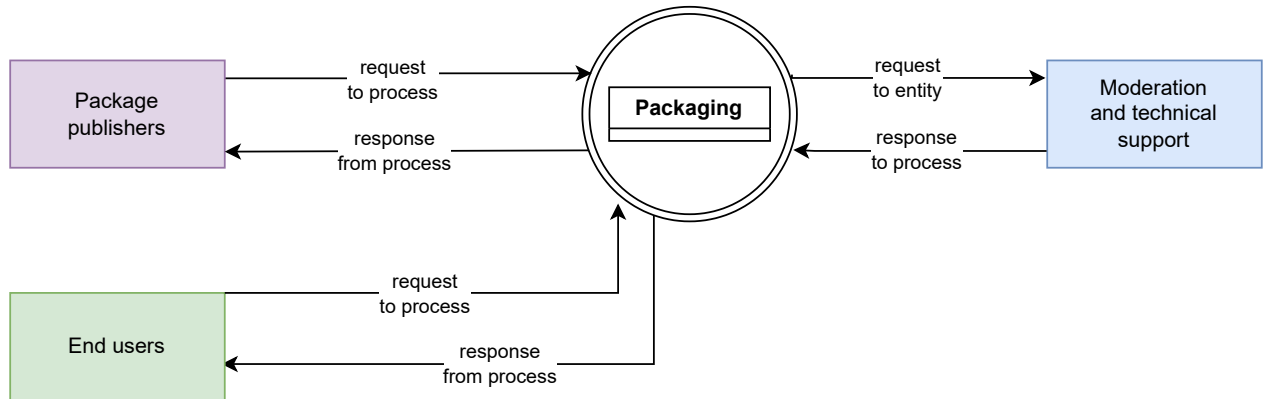 Package
publishers
request
to process
response
from process
Packaging
request
to entity
response
to process
Moderation
and technical
support
End users
request
to process
response
from process